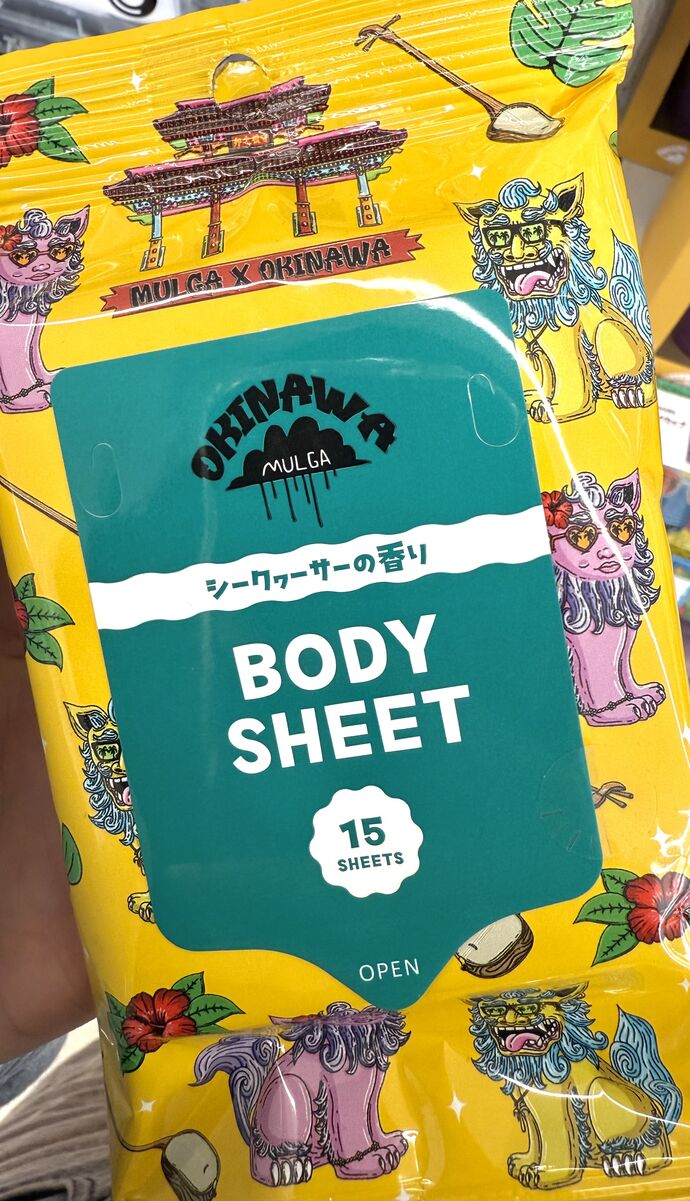 MULGA X OKINAWA
OKINAWA
MULGA
シークヮーサーの香り
BODY
SHEET
15
SHEETS
OPEN